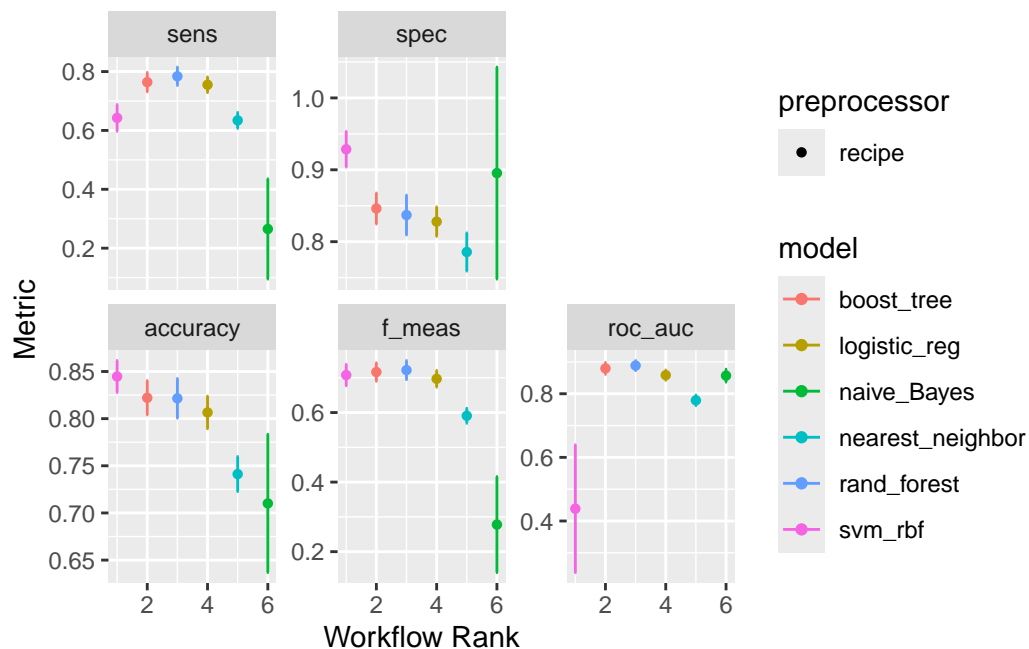 sens
spec
0.8
0.6
0.4
0.2
1.0
0.9
0.8
accuracy
f_meas
roc_auc
0.85
0.80
0.75
0.70
0.65
0.6
0.4
0.2
0.8
0.6
0.4
2 4 6
2 4 6
2 4 6
Workflow Rank
Metric
preprocessor
recipe
model
boost_tree
logistic_reg
naive_Bayes
nearest_neighbor
rand_forest
svm_rbf